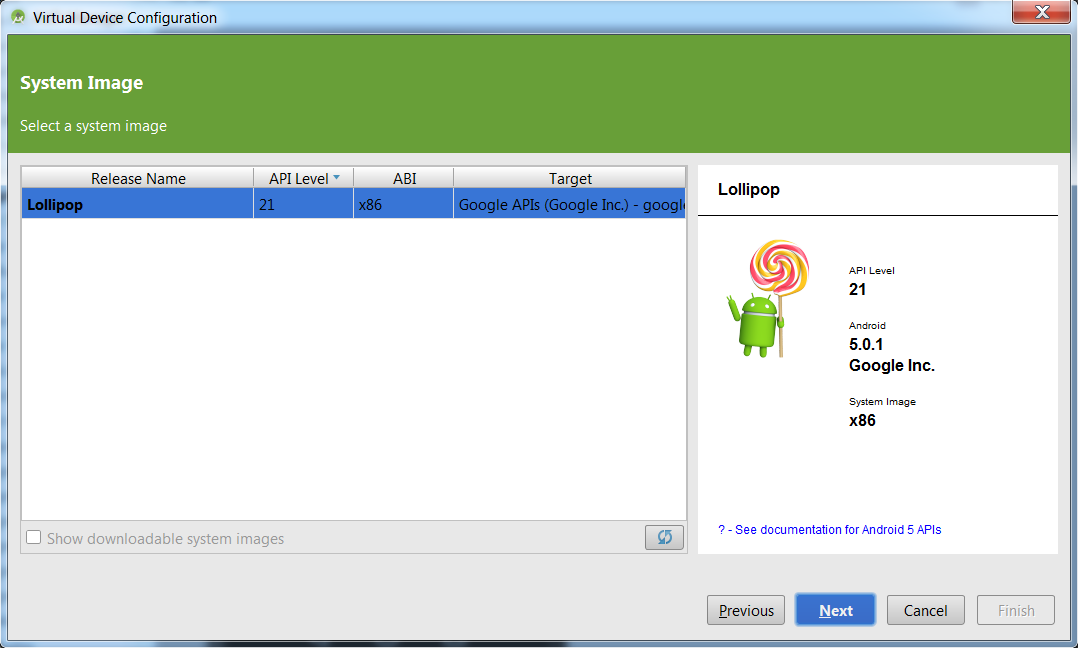 Virtual Device Configuration
System Image
Select a system image
Release Name API Level ABI Target
Lollipop 21 x86 Google APIs (Google Inc.) - googl
Show downloadable system images
Lollipop
API Level
21
Android
5.0.1
Google Inc.
System Image
x86
? - See documentation for Android 5 APIs
Previous Next Cancel Finish